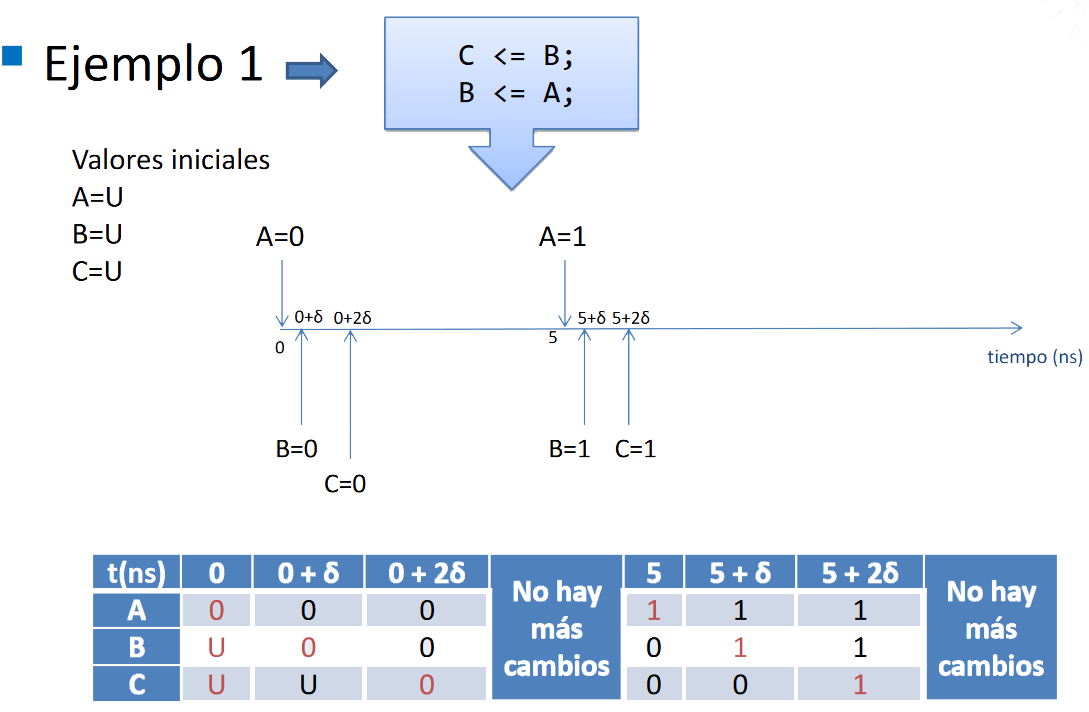 Ejemplo 1
C <= B;
B <= A;
Valores iniciales
A=U
B=U
C=U
A=0
A=1
0+δ 0+2δ
5+δ 5+2δ
0
5
tiempo (ns)
B=0
B=1 C=1
C=0
t(ns) 0 0 + δ 0 + 2δ No hay más cambios 5 5 + δ 5 + 2δ No hay más cambios
A 0 0 0 1 1 1
B U 0 0 0 1 1
C U U 0 0 0 1